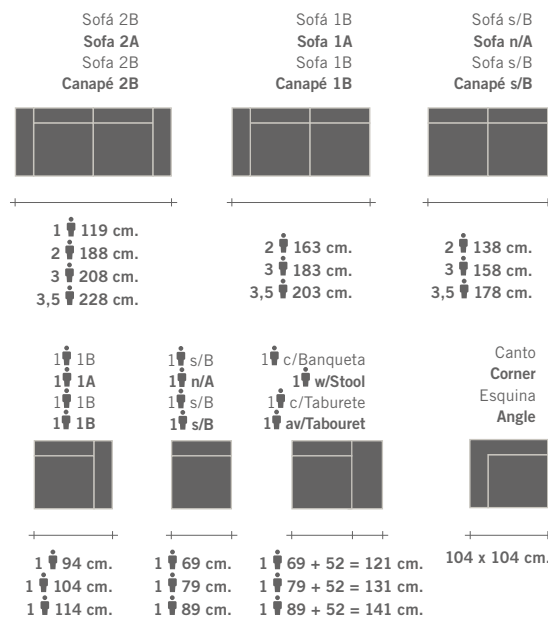 Sofá 2B
Sofa 2A
Sofa 2B
Canapé 2B
Sofá 1B
Sofa 1A
Sofa 1B
Canapé 1B
Sofá s/B
Sofa n/A
Sofa s/B
Canapé s/B
1 119 cm.
2 188 cm.
3 208 cm.
3,5 228 cm.
2 163 cm.
3 183 cm.
3,5 203 cm.
2 138 cm.
3 158 cm.
3,5 178 cm.
1 1B
1 1A
1 1B
1 1B
1 s/B
1 n/A
1 s/B
1 s/B
1 c/Banqueta
1 w/Stool
1 c/Taburete
1 av/Tabouret
Canto
Corner
Esquina
Angle
1 94 cm.
1 104 cm.
1 114 cm.
1 69 cm.
1 79 cm.
1 89 cm.
1 69 + 52 = 121 cm.
1 79 + 52 = 131 cm.
1 89 + 52 = 141 cm.
104 x 104 cm.